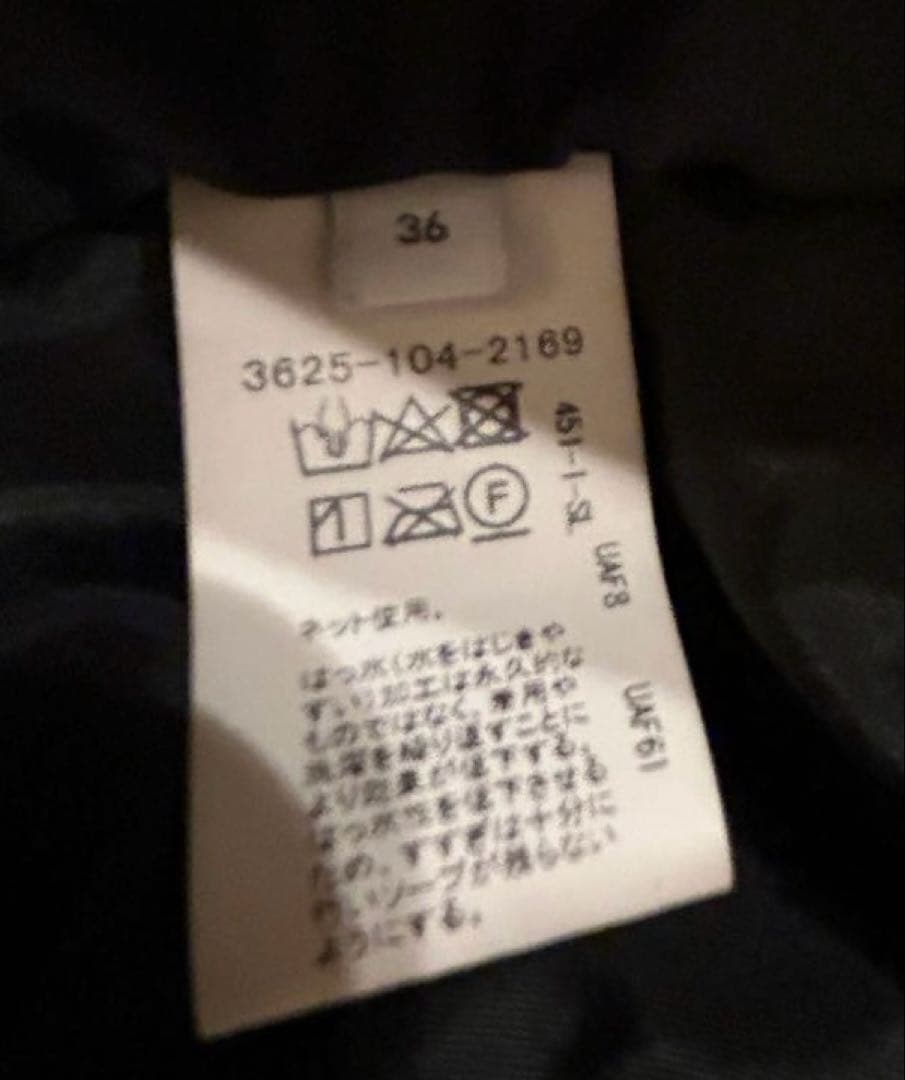 36
3625-104-2169
451-1-SL
F
UAF8
ネット使用。
はっ水(水をはじきや
すい)加工は永久的な
ものではなく、着用や
洗濯を繰り返すことに
より効果が低下する。
はっ水性を低下させる
ため、すすぎは十分に
行いソープが残らない
ようにする。
UAF61